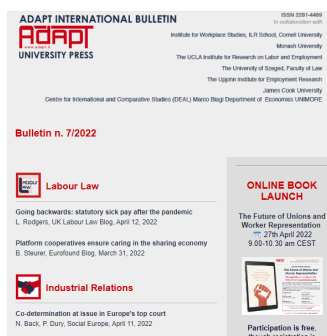 ADAPT INTERNATIONAL BULLETIN
ADAPT
www.adapt.it
UNIVERSITY PRESS
ISSN 2281-4469
In collaboration with
Institute for Workplace Studies, ILR School, Cornell University
Monash University
The UCLA Institute for Research on Labor and Employment
The University of Szeged, Faculty of Law
The Upjohn Institute for Employment Research
James Cook University
Centre for International and Comparative Studies (DEAL) Marco Biagi Department of Economics UNIMORE
Bulletin n. 7/2022
Labour Law
Going backwards: statutory sick pay after the pandemic
L. Rodgers, UK Labour Law Blog, April 12, 2022
Platform cooperatives ensure caring in the sharing economy
B. Steurer, Eurofound Blog, March 31, 2022
Industrial Relations
Co-determination at issue in Europe's top court
N. Back, P. Dury, Social Europe, April 11, 2022
ONLINE BOOK
LAUNCH
The Future of Unions and
Worker Representation
27th April 2022
9.00-10.30 am CEST
Participation is free,
though registration is